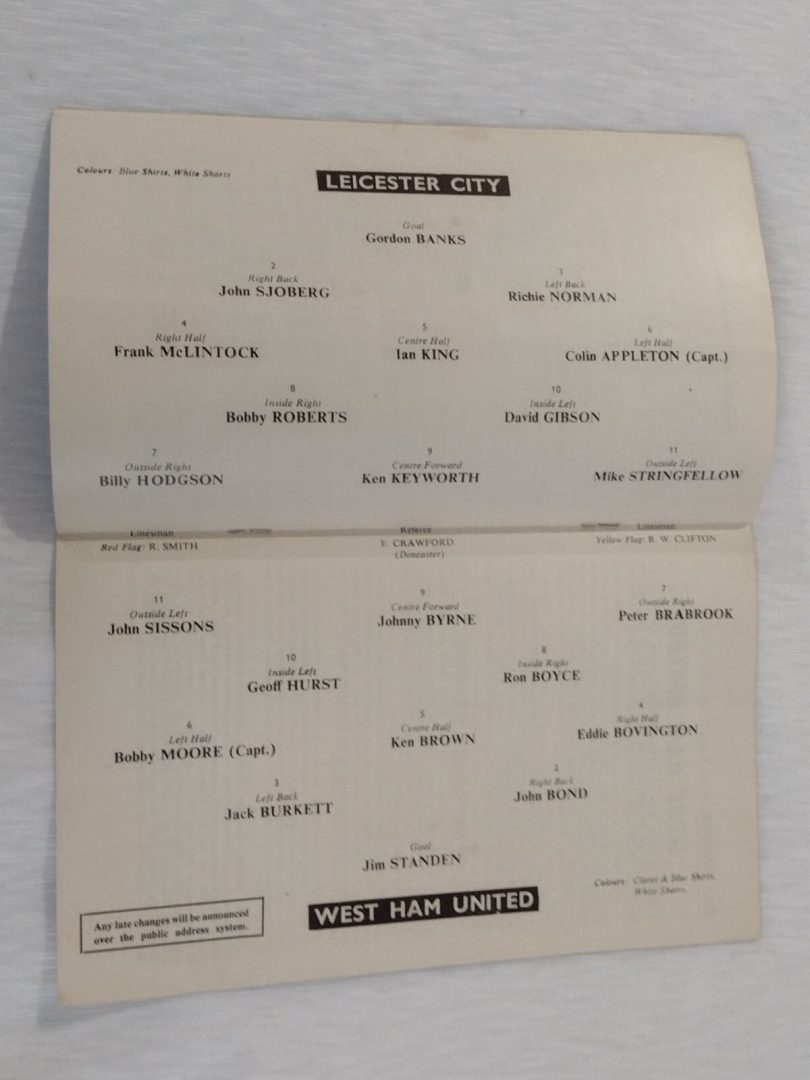 Colours Blue Shirts, White Shorts
LEICESTER CITY
Goal
Gordon BANKS
2
Right Back
John SJOBERG
3
Left Back
Richie NORMAN
4
Right Half
Frank McLINTOCK
5
Centre Half
Ian KING
6
Left Half
Colin APPLETON (Capt.)
8
Inside Right
Bobby ROBERTS
10
Inside Left
David GIBSON
7
Outside Right
Billy HODGSON
9
Centre Forward
Ken KEYWORTH
11
Outside Left
Mike STRINGFELLOW
Linesman
Red Flag: R. SMITH
Referee
E. CRAWFORD
(Doncaster)
Linesman
Yellow Flag: R. W. CLIFTON
11
Outside Left
John SISSONS
9
Centre Forward
Johnny BYRNE
7
Outside Right
Peter BRABROOK
10
Inside Left
Geoff HURST
8
Inside Right
Ron BOYCE
6
Left Half
Bobby MOORE (Capt.)
5
Centre Half
Ken BROWN
4
Right Half
Eddie BOVINGTON
3
Left Back
Jack BURKETT
2
Right Back
John BOND
Goal
Jim STANDEN
Colours Claret & Blue Shirts,
White Shorts.
WEST HAM UNITED
Any late changes will be announced
over the public address system.